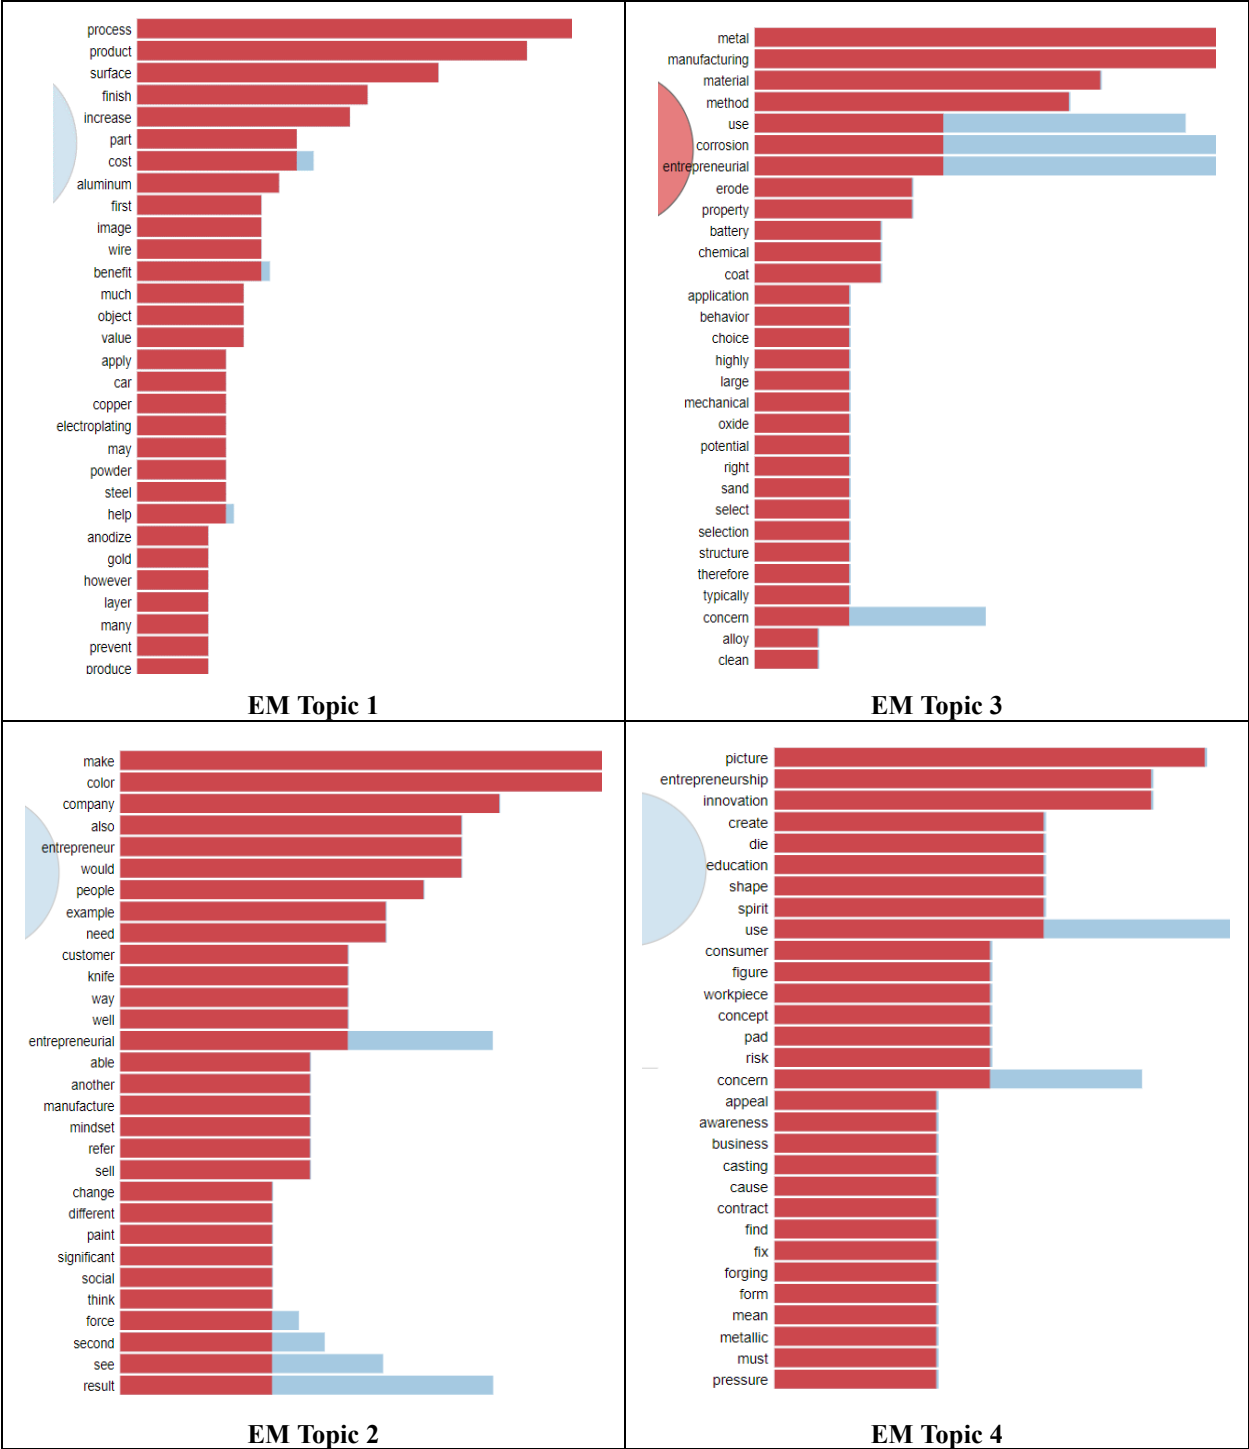 process
product
surface
finish
increase
part
cost
aluminum
first
image
wire
benefit
much
object
value
apply
car
copper
electroplating
may
powder
steel
help
anodize
gold
however
layer
many
prevent
produce
EM Topic 1
metal
manufacturing
material
method
use
corrosion
entrepreneurial
erode
property
battery
chemical
coat
application
behavior
choice
highly
large
mechanical
oxide
potential
right
sand
select
selection
structure
therefore
typically
concern
alloy
clean
EM Topic 3
make
color
company
also
entrepreneur
would
people
example
need
customer
knife
way
well
entrepreneurial
able
another
manufacture
mindset
refer
sell
change
different
paint
significant
social
think
force
second
see
result
EM Topic 2
picture
entrepreneurship
innovation
create
die
education
shape
spirit
use
consumer
figure
workpiece
concept
pad
risk
concern
appeal
awareness
business
casting
cause
contract
find
fix
forging
form
mean
metallic
must
pressure
EM Topic 4